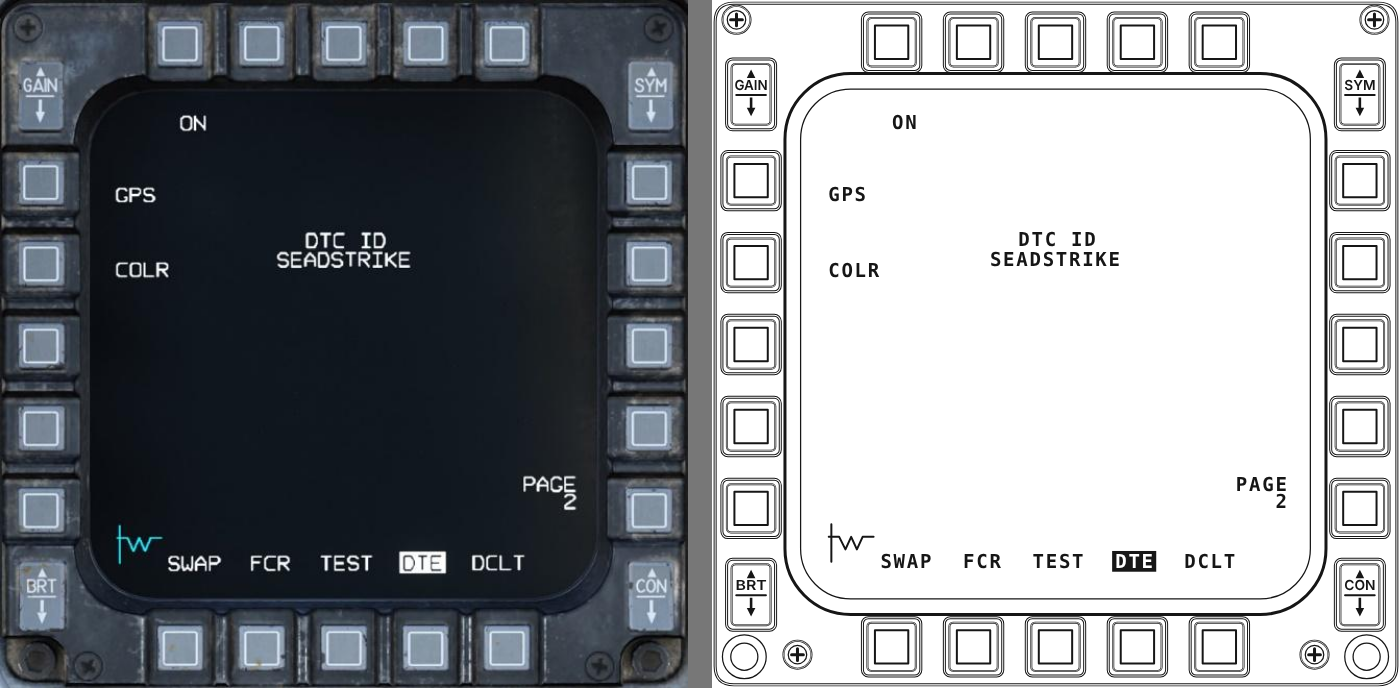 GAIN
SYM
ON
GPS
DTC ID
SEADSTRIKE
COLR
PAGE
2
SWAP FCR TEST DTE DCLT
BRT
CON
GAIN
SYM
ON
GPS
DTC ID
SEADSTRIKE
COLR
PAGE
2
SWAP FCR TEST DTE DCLT
BRT
CON